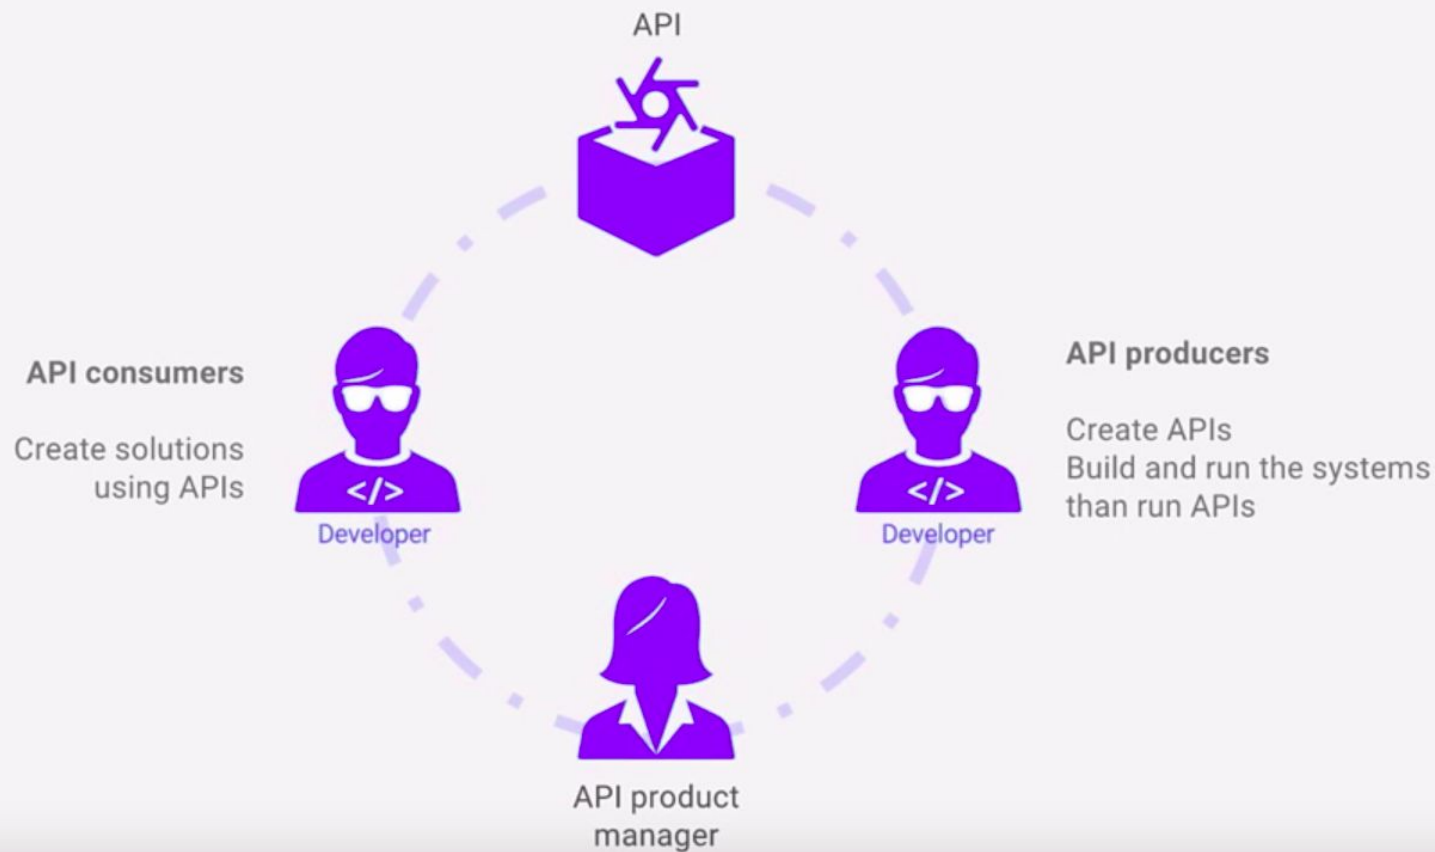 API
API consumers
Create solutions
using APIs
</>
Developer
API producers
Create APIs
Build and run the systems
than run APIs
</>
Developer
API product
manager